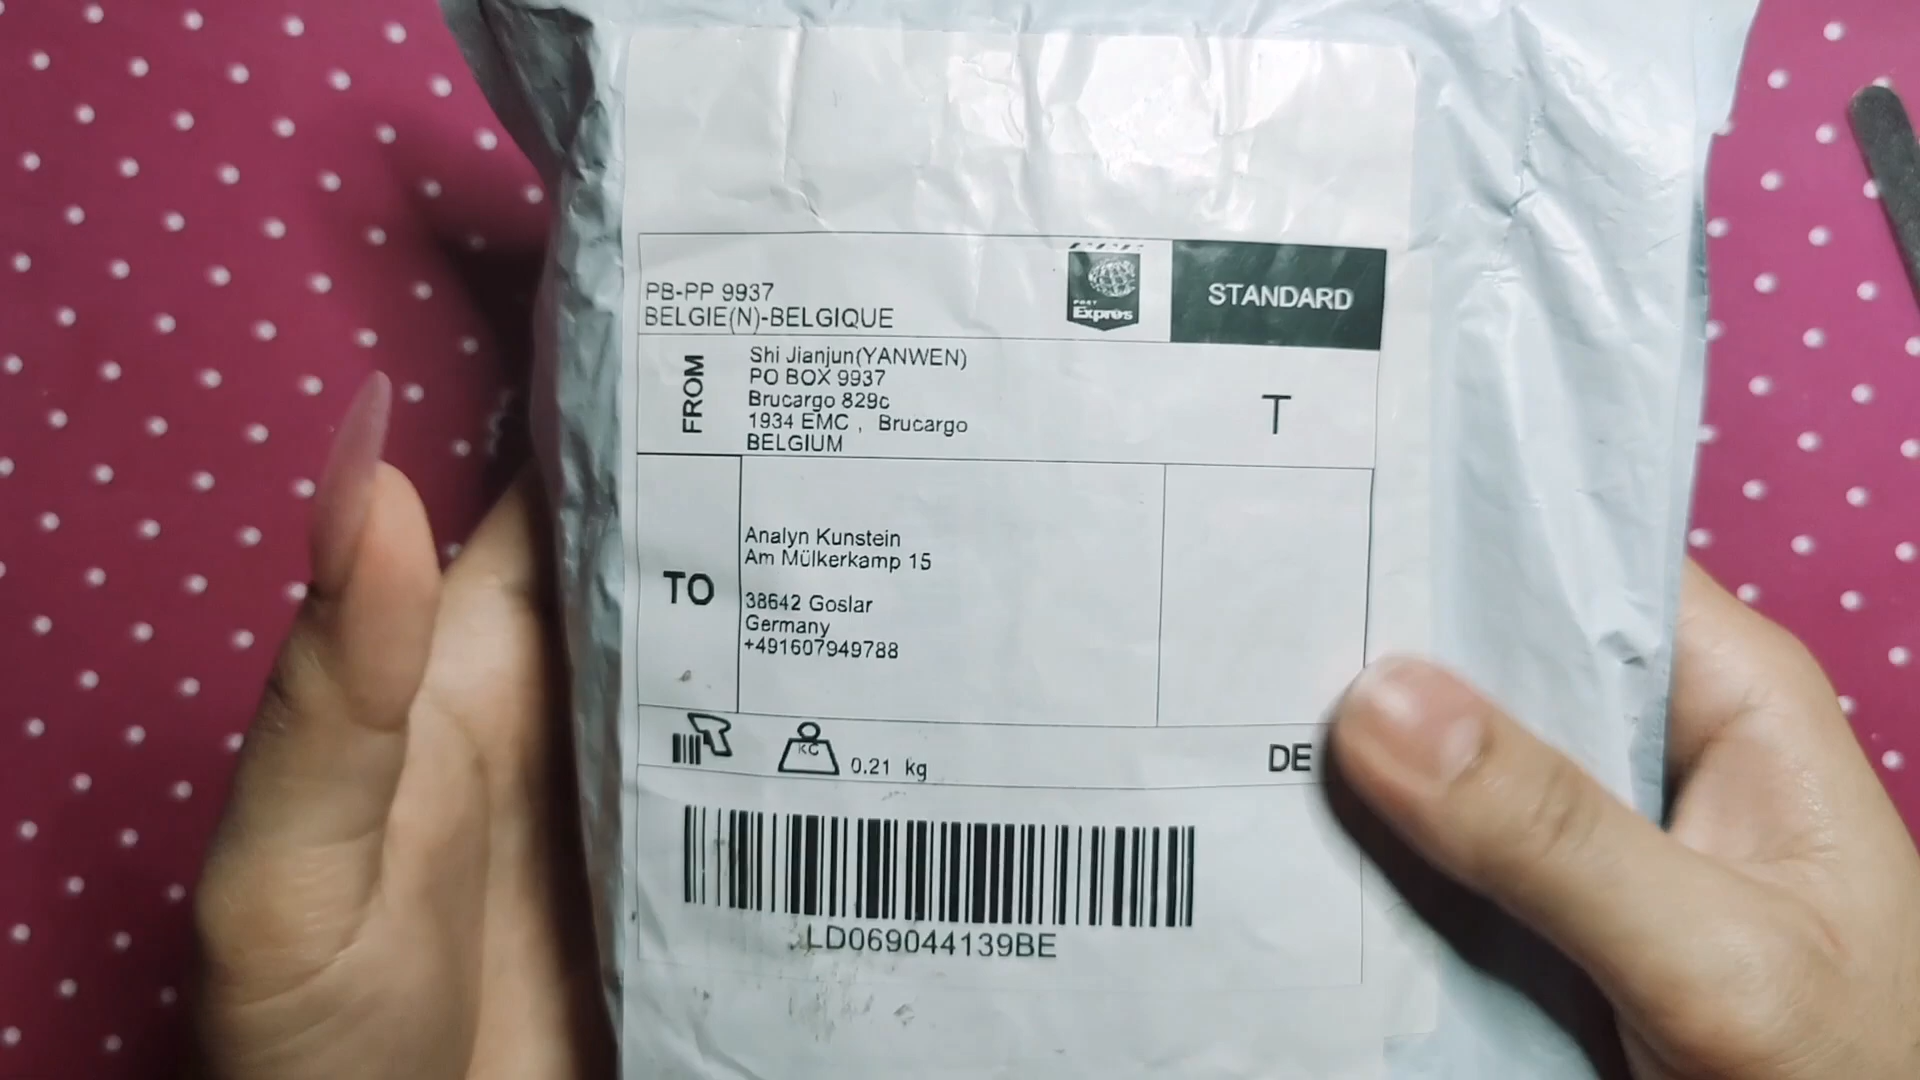 PB-PP 9937
BELGIE(N)-BELGIQUE
Exprès
STANDARD
FROM
Shi Jianjun(YANWEN)
PO BOX 9937
Brucargo 829c
1934 EMC , Brucargo
BELGIUM
T
TO
Analyn Kunstein
Am Mülkerkamp 15
38642 Goslar
Germany
+491607949788
KG
0.21 kg
DE
LD069044139BE